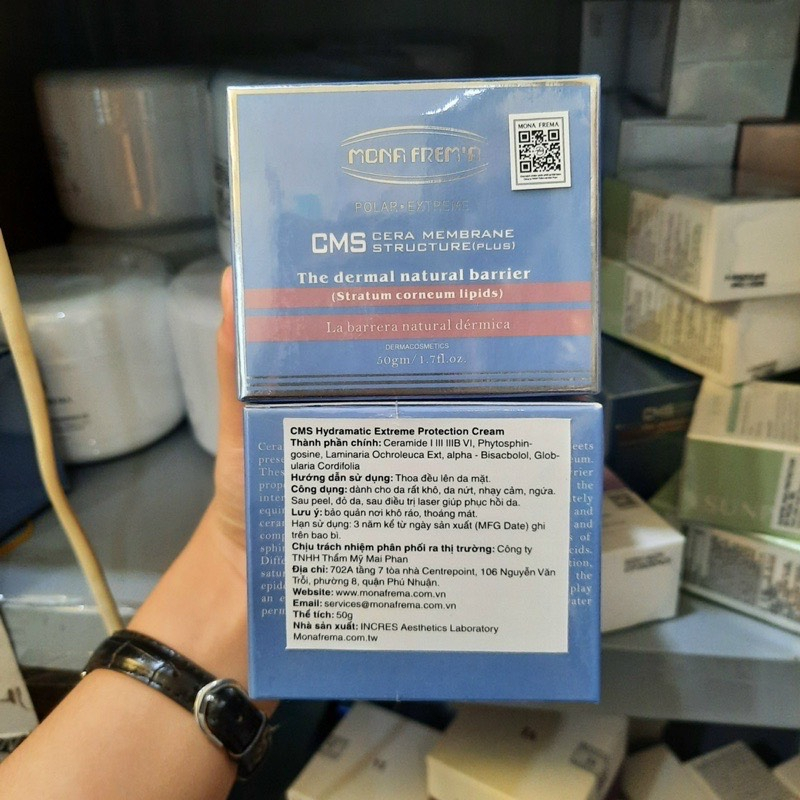 MONA FREMA
MONA FREM'A
POLAR+EXTREME
CMS CERA MEMBRANE
STRUCTURE(PLUS)
The dermal natural barrier
(Stratum corneum lipids)
La barrera natural dérmica
DERMACOSMETICS
50gm/1.7fl.oz.
CMS Hydramatic Extreme Protection Cream
Thành phần chính: Ceramide I III IIIB VI, Phytosphin-
gosine, Laminaria Ochroleuca Ext, alpha - Bisacbolol, Glob-
ularia Cordifolia
Hướng dẫn sử dụng: Thoa đều lên da mặt.
Công dụng: dành cho da rất khô, da nứt, nhạy cảm, ngứa.
Sau peel, đỏ da, sau điều trị laser giúp phục hồi da.
Lưu ý: bảo quản nơi khô ráo, thoáng mát.
Hạn sử dụng: 3 năm kể từ ngày sản xuất (MFG Date) ghi
trên bao bì.
Chịu trách nhiệm phân phối ra thị trường: Công ty
TNHH Thẩm Mỹ Mai Phan
Địa chỉ: 702A tầng 7 tòa nhà Centrepoint, 106 Nguyễn Văn
Trỗi, phường 8, quận Phú Nhuận.
Website: www.monafrema.com.vn
Email: services@monafrema.com.vn
Thể tích: 50g
Nhà sản xuất: INCRES Aesthetics Laboratory
Monafrema.com.tw
CMS